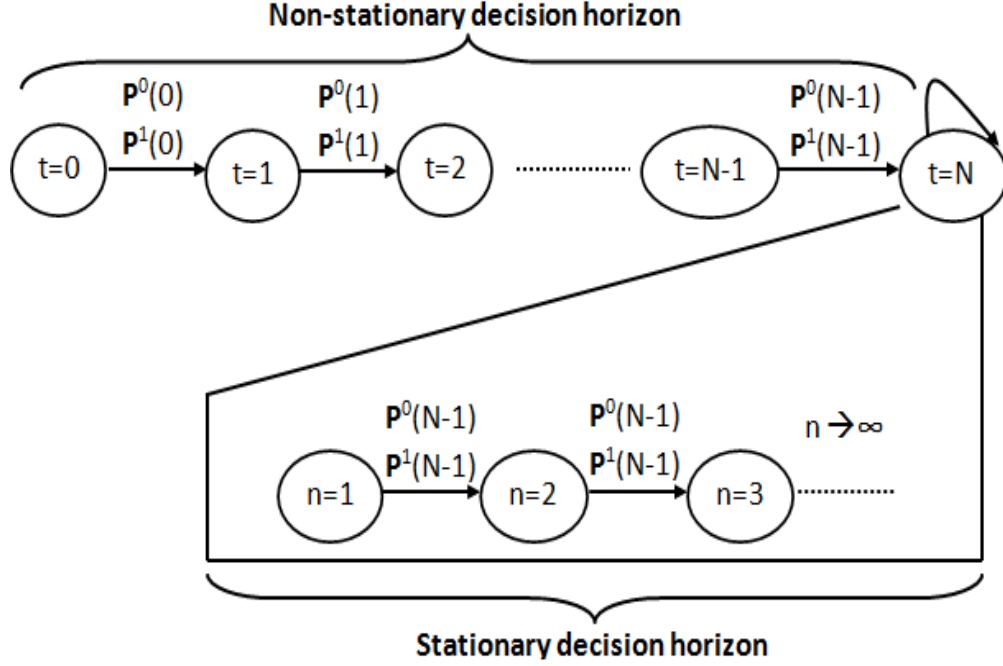 Non-stationary decision horizon
P⁰(0)
P¹(0)
P⁰(1)
P¹(1)
P⁰(N-1)
P¹(N-1)
t=0
t=1
t=2
t=N-1
t=N
P⁰(N-1)
P¹(N-1)
P⁰(N-1)
P¹(N-1)
n → ∞
n=1
n=2
n=3
Stationary decision horizon